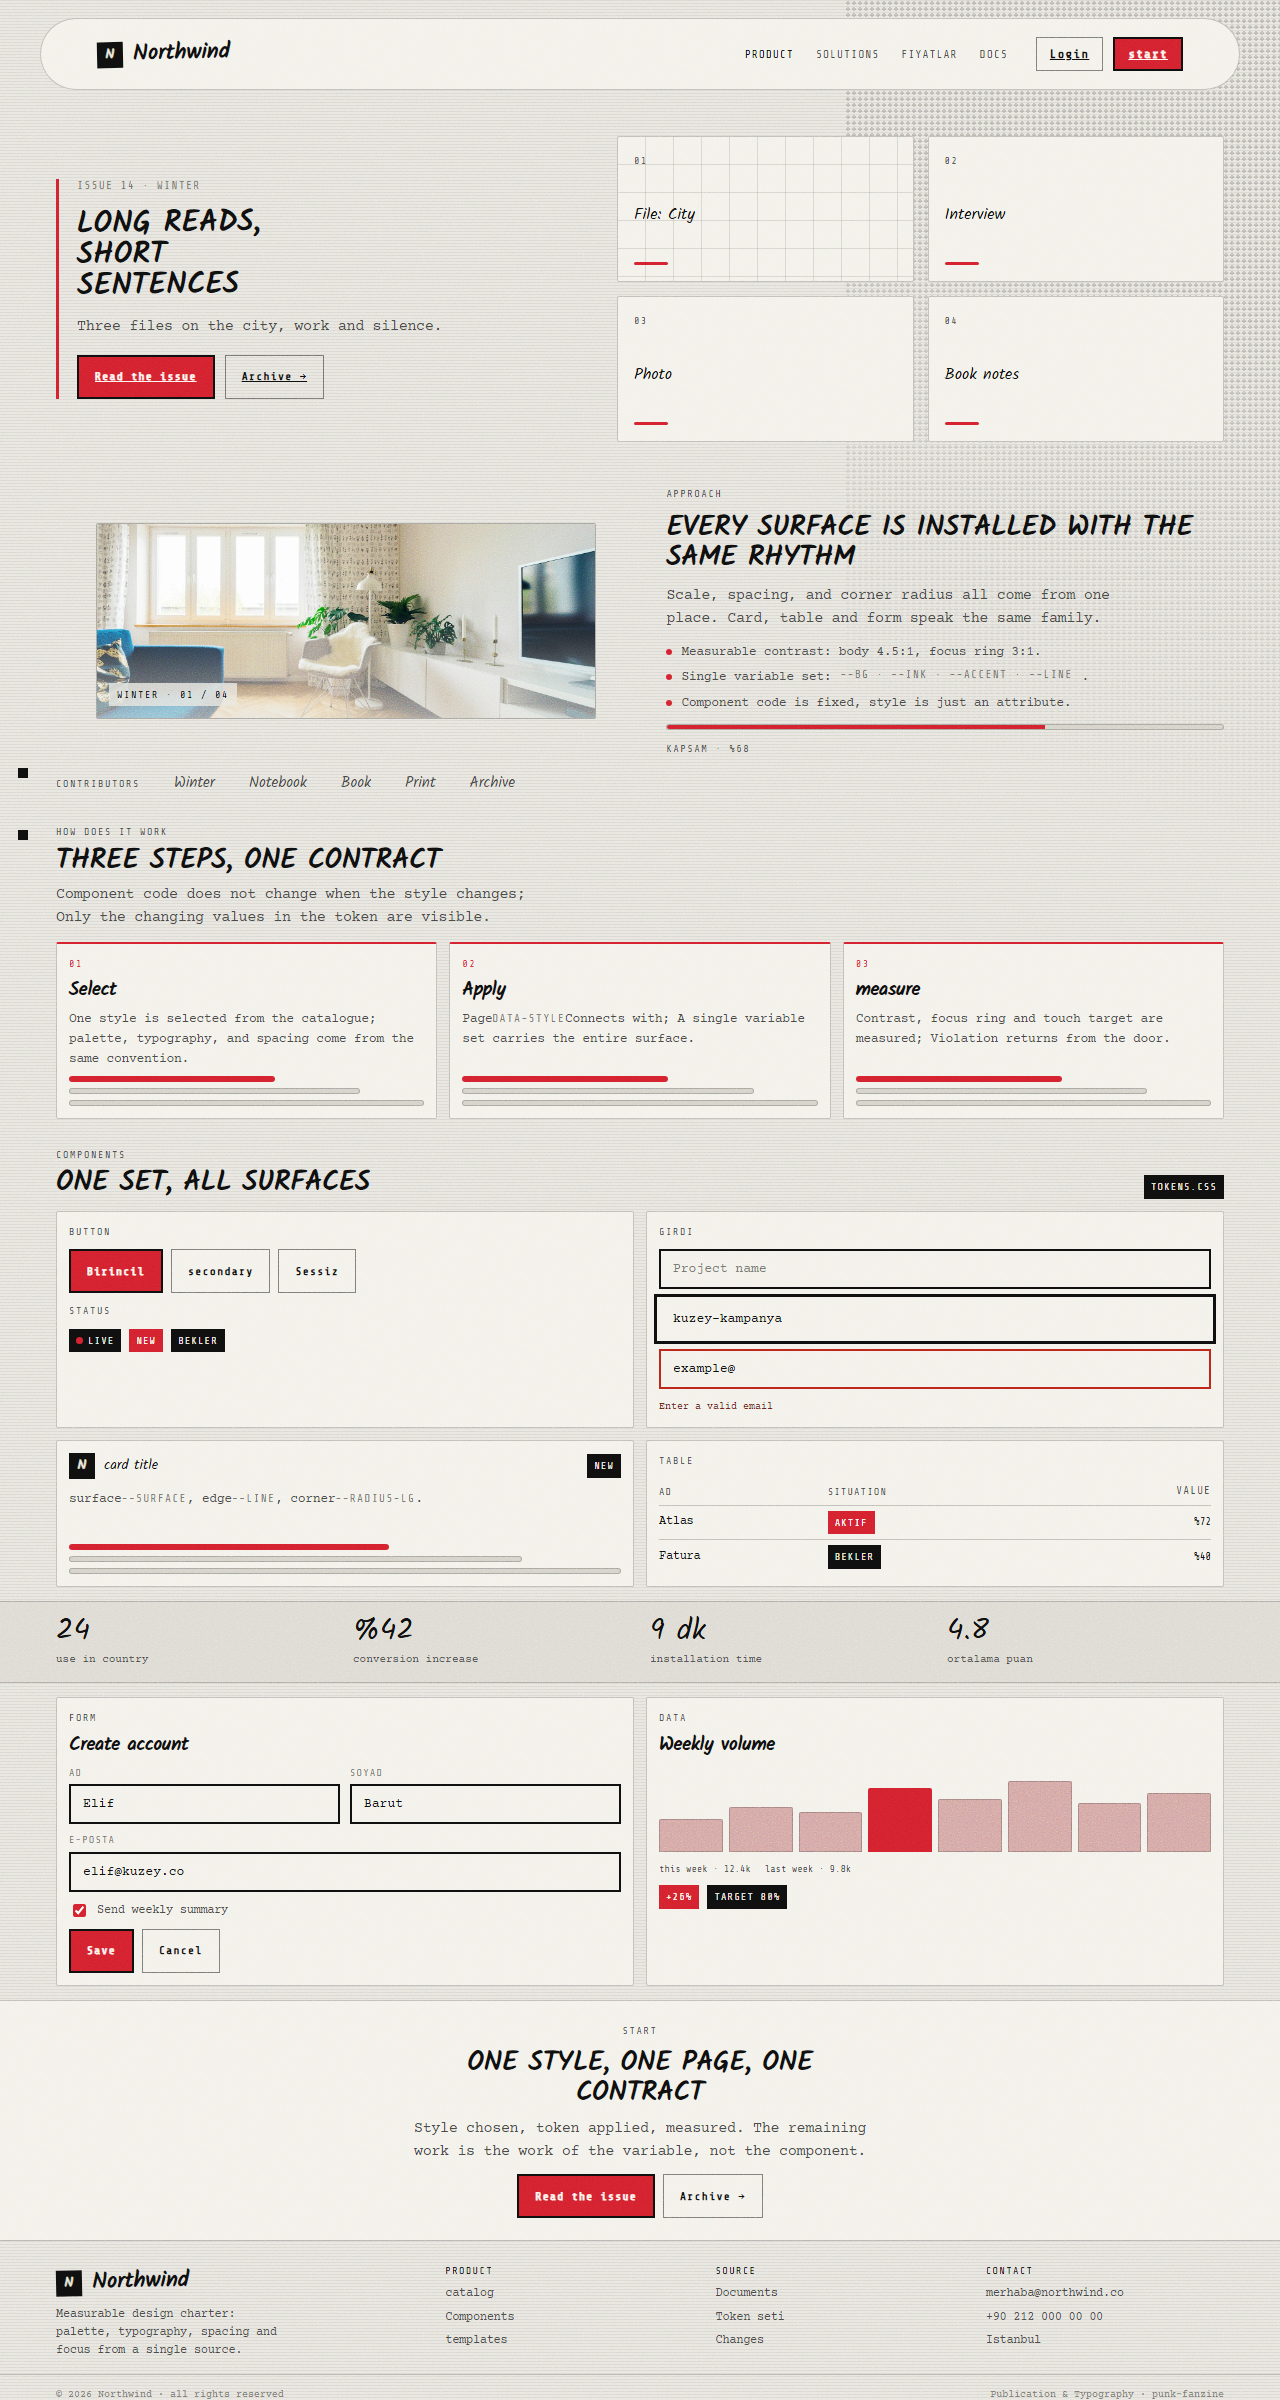 N Northwind
PRODUCT SOLUTIONS FIYATLAR DOCS Login start
ISSUE 14 · WINTER
LONG READS,
SHORT
SENTENCES
Three files on the city, work and silence.
Read the issue Archive →
01
File: City
02
Interview
03
Photo
04
Book notes
WINTER · 01 / 04
APPROACH
EVERY SURFACE IS INSTALLED WITH THE
SAME RHYTHM
Scale, spacing, and corner radius all come from one
place. Card, table and form speak the same family.
Measurable contrast: body 4.5:1, focus ring 3:1.
Single variable set: --BG · --INK · --ACCENT · --LINE .
Component code is fixed, style is just an attribute.
KAPSAM · %68
CONTRIBUTORS Winter Notebook Book Print Archive
HOW DOES IT WORK
THREE STEPS, ONE CONTRACT
Component code does not change when the style changes;
Only the changing values in the token are visible.
01
Select
One style is selected from the catalogue;
palette, typography, and spacing come from the
same convention.
02
Apply
PageDATA-STYLEConnects with; A single variable
set carries the entire surface.
03
measure
Contrast, focus ring and touch target are
measured; Violation returns from the door.
COMPONENTS
ONE SET, ALL SURFACES
TOKENS.CSS
BUTTON
Birincil secondary Sessiz
STATUS
LIVE NEW BEKLER
GIRDI
Project name
kuzey-kampanya
example@
Enter a valid email
N card title NEW
surface--SURFACE, edge--LINE, corner--RADIUS-LG.
TABLE
AD SITUATION VALUE
Atlas AKTIF %72
Fatura BEKLER %40
24 %42 9 dk 4.8
use in country conversion increase installation time ortalama puan
FORM
Create account
AD SOYAD
Elif Barut
E-POSTA
elif@kuzey.co
Send weekly summary
Save Cancel
DATA
Weekly volume
this week · 12.4k last week · 9.8k
+26% TARGET 80%
START
ONE STYLE, ONE PAGE, ONE
CONTRACT
Style chosen, token applied, measured. The remaining
work is the work of the variable, not the component.
Read the issue Archive →
N Northwind
Measurable design charter:
palette, typography, spacing and
focus from a single source.
PRODUCT
catalog
Components
templates
SOURCE
Documents
Token seti
Changes
CONTACT
merhaba@northwind.co
+90 212 000 00 00
Istanbul
© 2026 Northwind · all rights reserved Publication & Typography · punk-fanzine